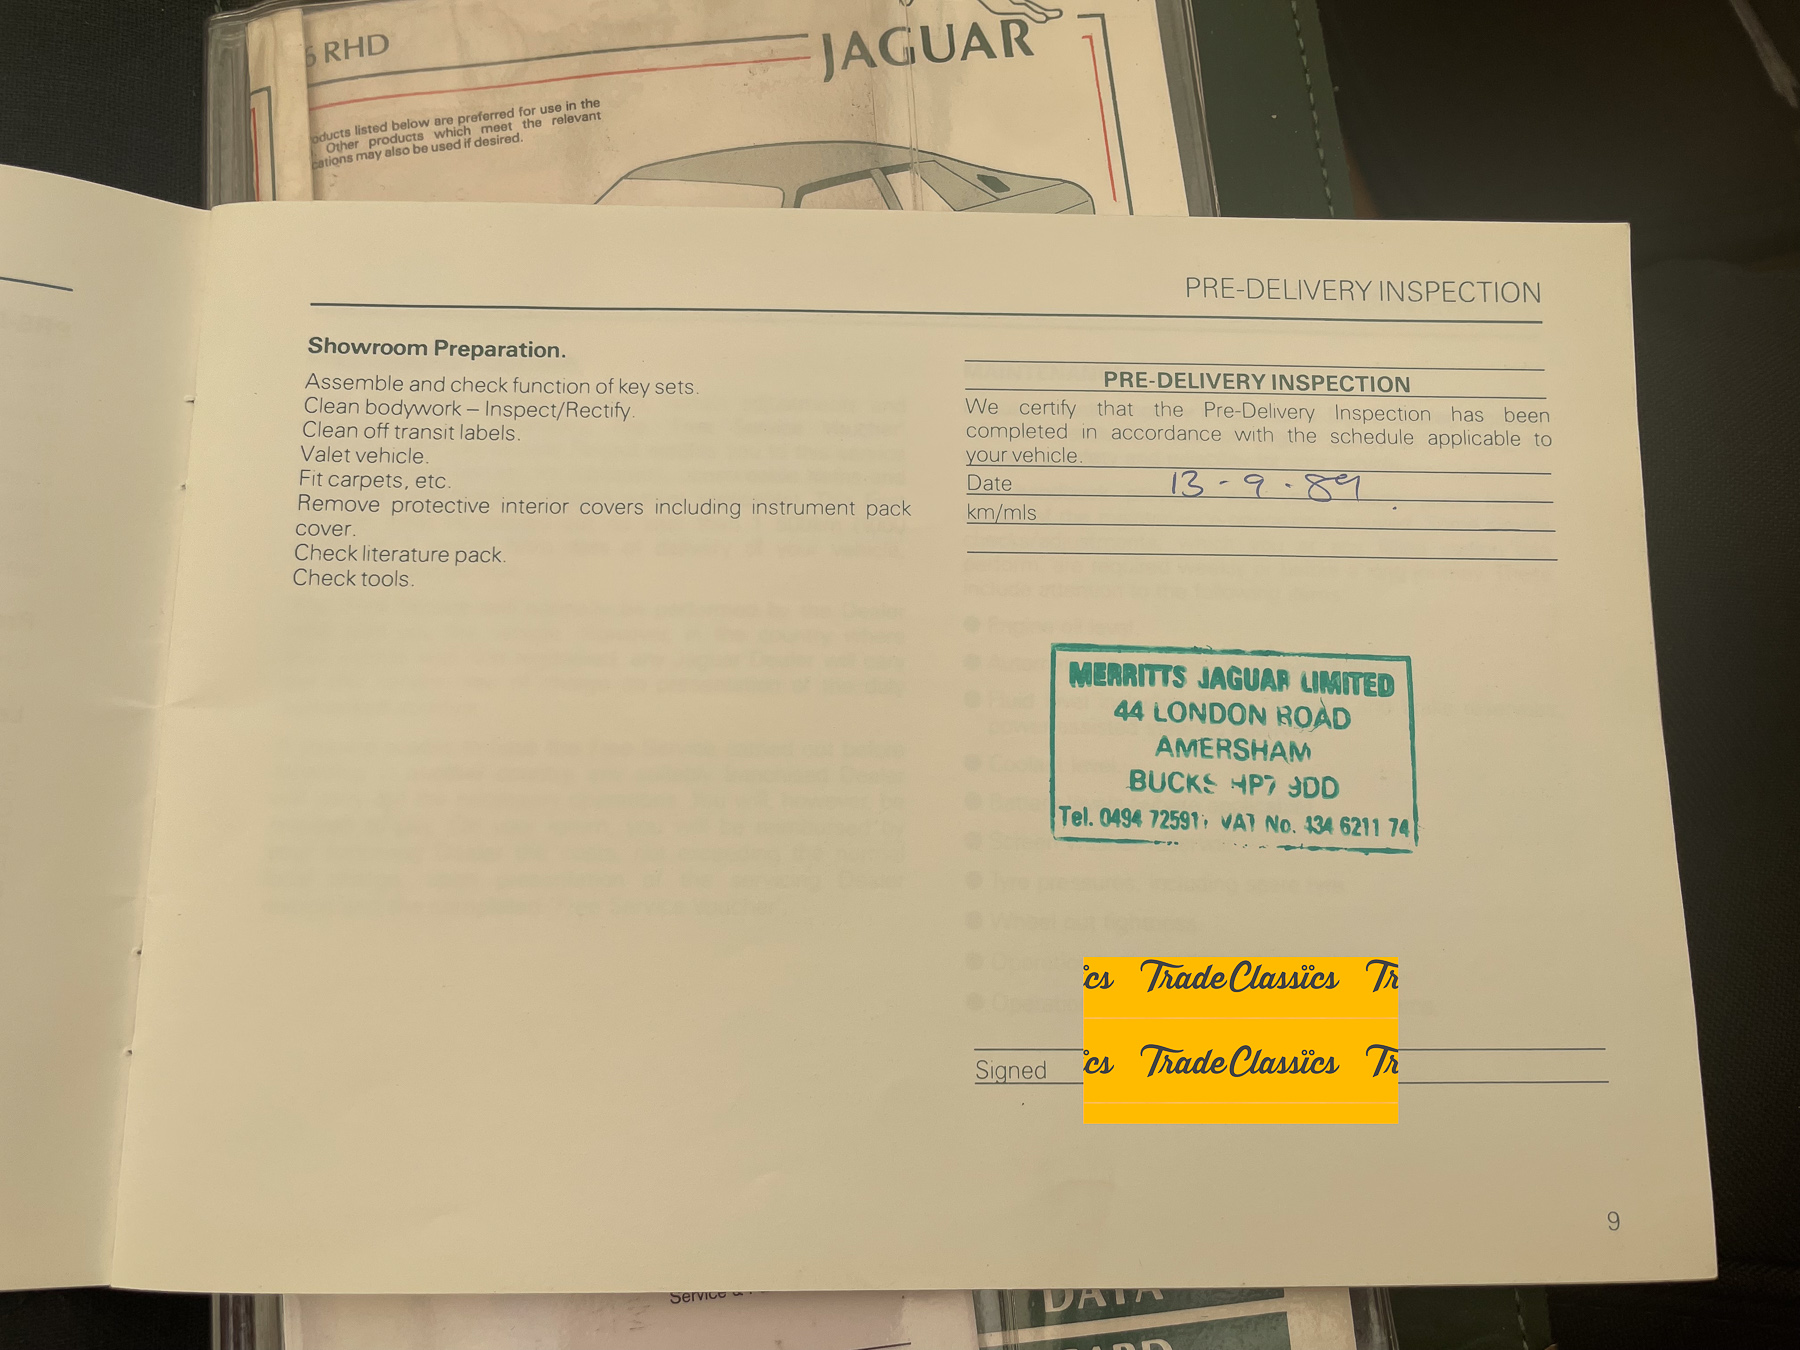 RHD
JAGUAR
products listed below are preferred for use in the
Other products which meet the relevant
may also be used if desired.
PRE-DELIVERY INSPECTION
Showroom Preparation.
Assemble and check function of key sets.
Clean bodywork – Inspect/Rectify.
Clean off transit labels.
Valet vehicle.
Fit carpets, etc.
Remove protective interior covers including instrument pack
cover.
Check literature pack.
Check tools.
PRE-DELIVERY INSPECTION
We certify that the Pre-Delivery Inspection has been
completed in accordance with the schedule applicable to
your vehicle.
Date 13-9-89
km/mls
MERRITTS JAGUAR LIMITED
44 LONDON ROAD
AMERSHAM
BUCKS HP7
Tel. 0494 VAT No. 434 6211 74
TradeClassics
Signed TradeClassics
9
Service &
DATA